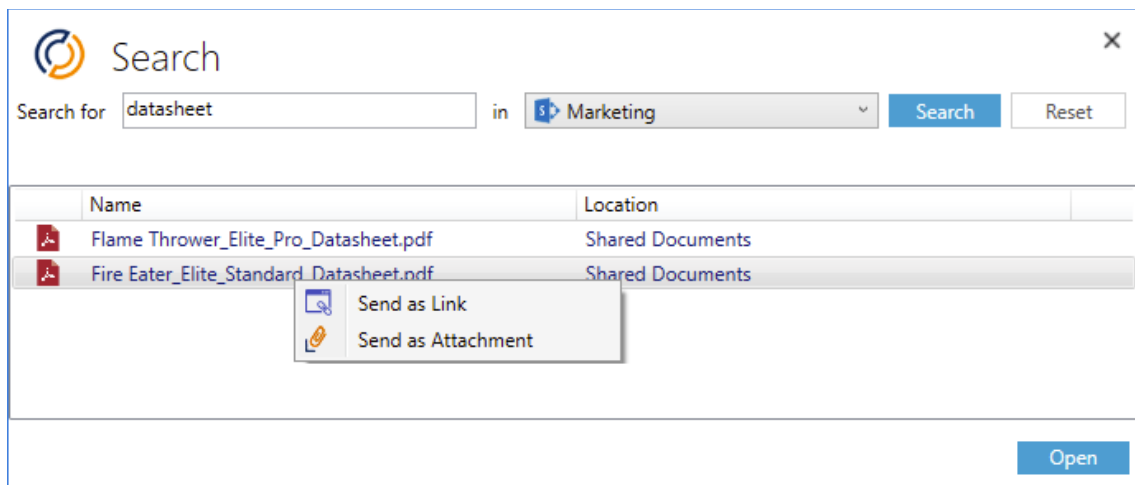 Search
Search for datasheet in Marketing Search Reset
Name Location
Flame Thrower_Elite_Pro_Datasheet.pdf Shared Documents
Fire Eater_Elite_Standard_Datasheet.pdf Shared Documents
Send as Link
Send as Attachment
Open